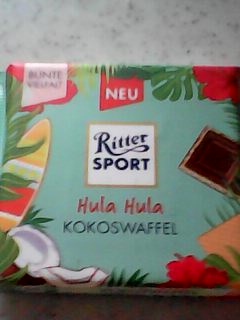 BUNTE
VIELFALT
NEU
Ritter
SPORT
Hula Hula
KOKOSWAFFEL